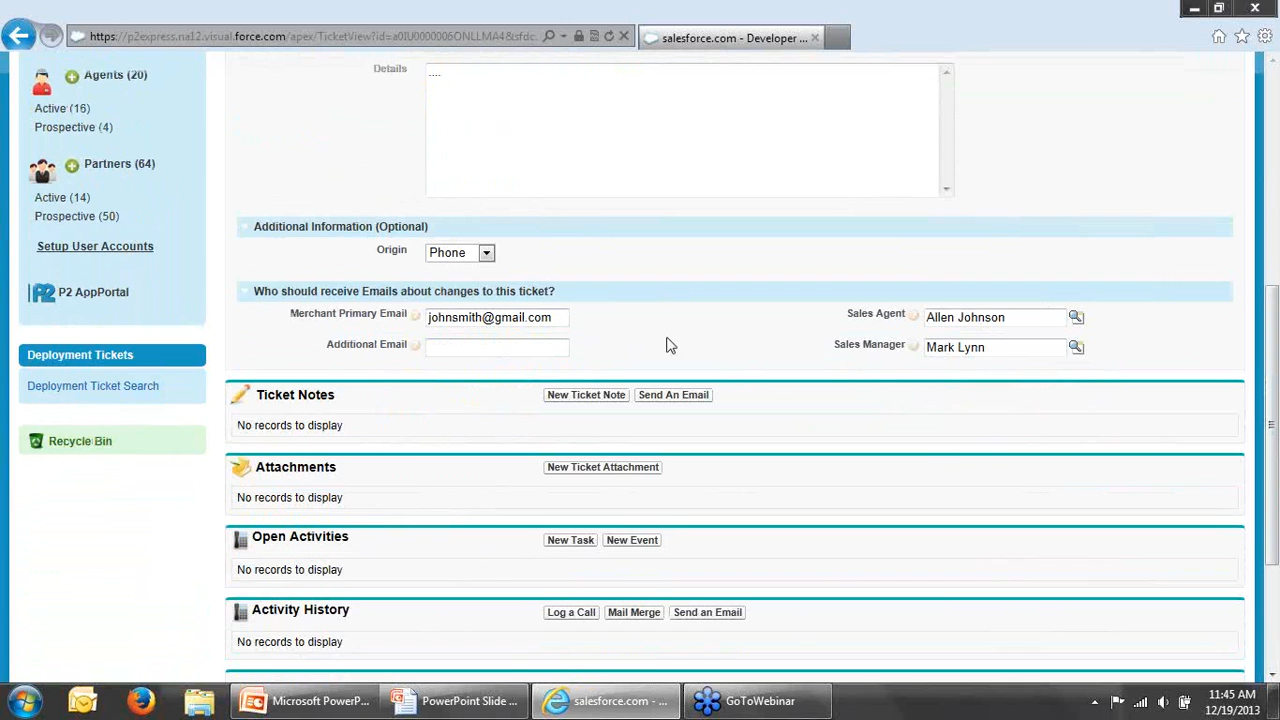 https://p2express.na12.visual.force.com/apex/TicketView?id=a0IU0000006ONLLMA4&sfdc
salesforce.com - Developer ...
Agents (20)
Active (16)
Prospective (4)
Partners (64)
Active (14)
Prospective (50)
Setup User Accounts
P2 AppPortal
Deployment Tickets
Deployment Ticket Search
Recycle Bin
Details
....
Additional Information (Optional)
Origin Phone
Who should receive Emails about changes to this ticket?
Merchant Primary Email johnsmith@gmail.com Sales Agent Allen Johnson
Additional Email Sales Manager Mark Lynn
Ticket Notes New Ticket Note Send An Email
No records to display
Attachments New Ticket Attachment
No records to display
Open Activities New Task New Event
No records to display
Activity History Log a Call Mail Merge Send an Email
No records to display
Microsoft PowerP... PowerPoint Slide ... salesforce.com - ... GoToWebinar
11:45 AM
12/19/2013